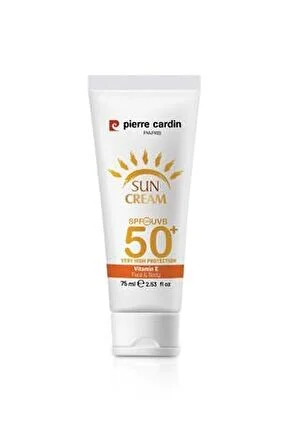 pierre cardin
PARIS
SUN
CREAM
SPF UVB
50+
VERY HIGH PROTECTION
Vitamin E
Face & Body
75 ml e 2.53 fl oz